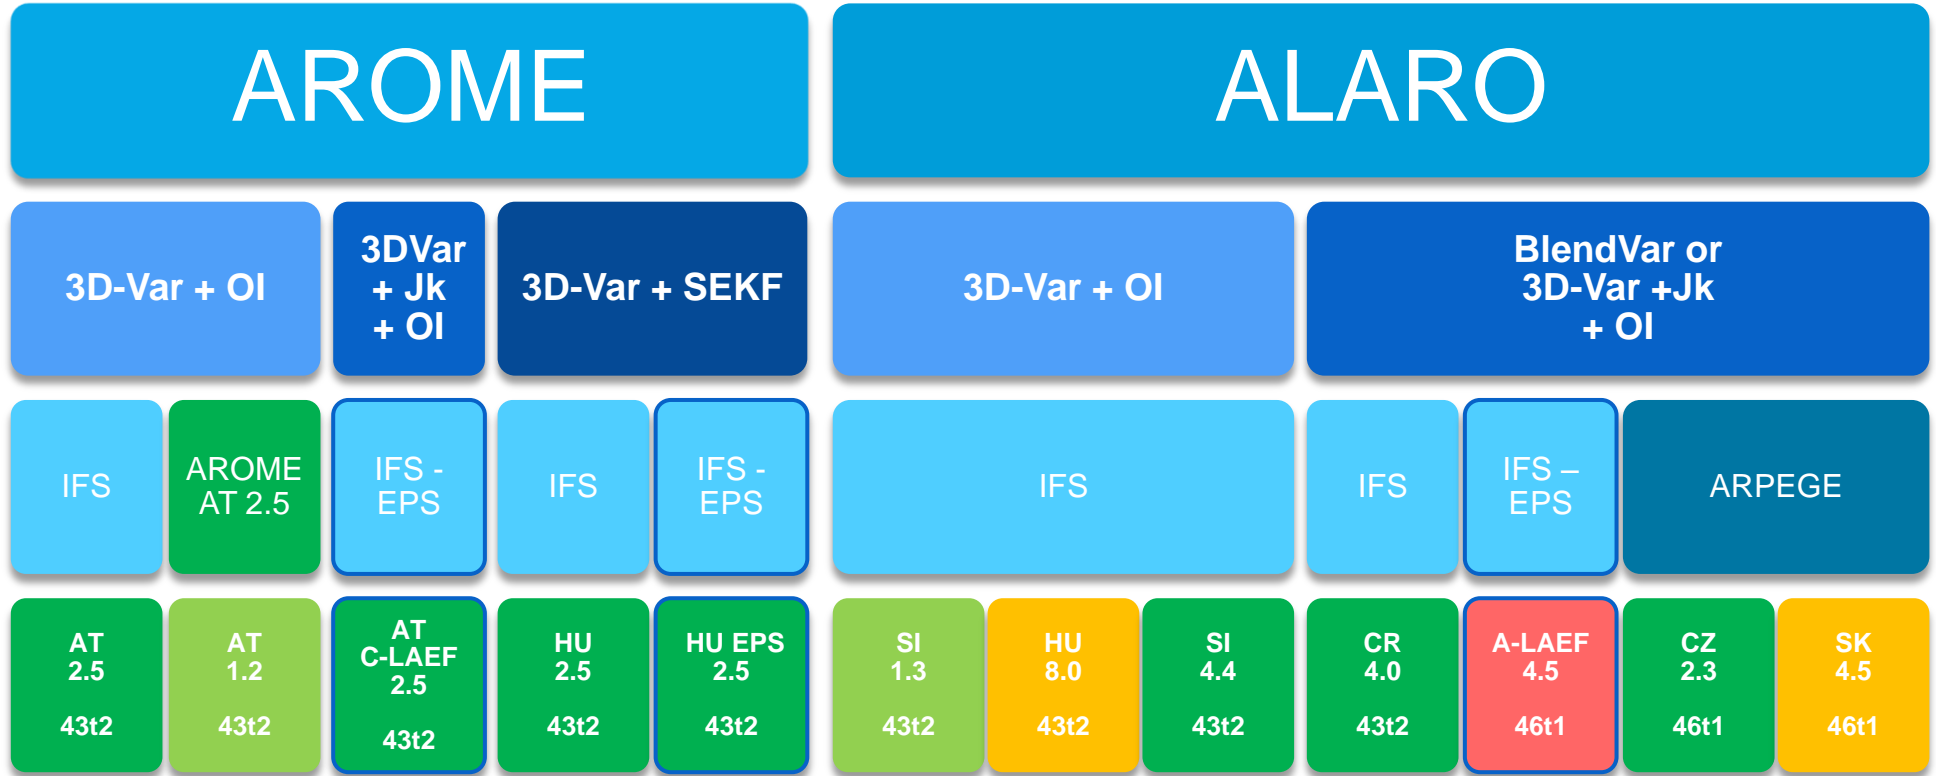 AROME
ALARO
3D-Var + OI
3DVar
+ Jk
+ OI
3D-Var + SEKF
3D-Var + OI
BlendVar or
3D-Var +Jk
+ OI
IFS
AROME
AT 2.5
IFS -
EPS
IFS
IFS -
EPS
IFS
IFS
IFS –
EPS
ARPEGE
AT
2.5
43t2
AT
1.2
43t2
AT
C-LAEF
2.5
43t2
HU
2.5
43t2
HU EPS
2.5
43t2
SI
1.3
43t2
HU
8.0
43t2
SI
4.4
43t2
CR
4.0
43t2
A-LAEF
4.5
46t1
CZ
2.3
46t1
SK
4.5
46t1